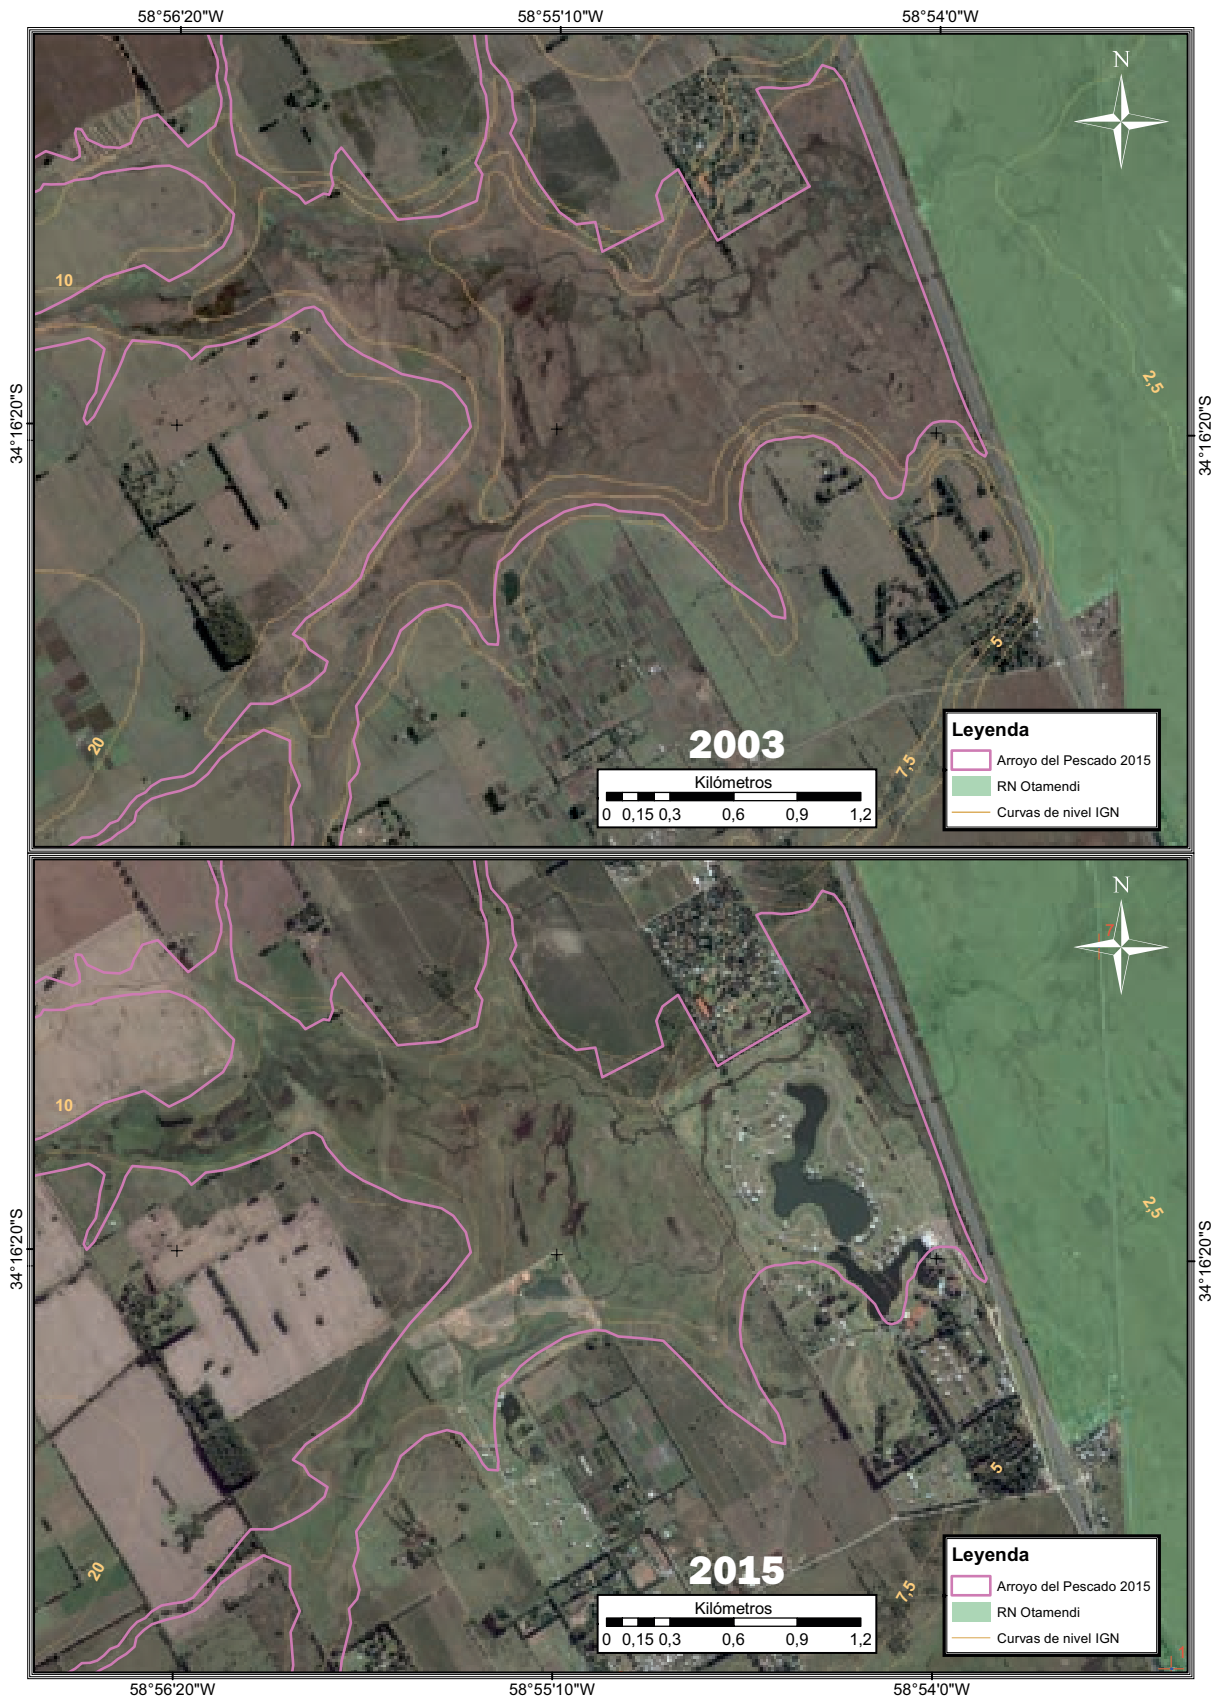 58°56'20"W 58°55'10"W 58°54'0"W
N
10
2,5
34°16'20"S 34°16'20"S
5
20
7,5
2003
Kilómetros
0 0,15 0,3 0,6 0,9 1,2
Leyenda
Arroyo del Pescado 2015
RN Otamendi
Curvas de nivel IGN
N
7
10
2,5
34°16'20"S 34°16'20"S
5
20
7,5
2015
Kilómetros
0 0,15 0,3 0,6 0,9 1,2
Leyenda
Arroyo del Pescado 2015
RN Otamendi
Curvas de nivel IGN
1
58°56'20"W 58°55'10"W 58°54'0"W